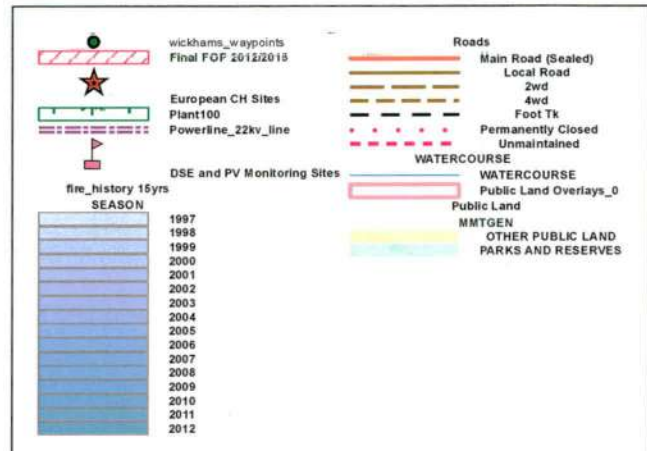 wickhams_waypoints
Final FOP 2012/2015
European CH Sites
Plant100
Powerline_22kv_line
DSE and PV Monitoring Sites
fire_history 15yrs
SEASON
1997
1998
1999
2000
2001
2002
2003
2004
2005
2006
2007
2008
2009
2010
2011
2012
Roads
Main Road (Sealed)
Local Road
2wd
4wd
Foot Tk
Permanently Closed
Unmaintained
WATERCOURSE
WATERCOURSE
Public Land Overlays_0
Public Land
MMTGEN
OTHER PUBLIC LAND
PARKS AND RESERVES